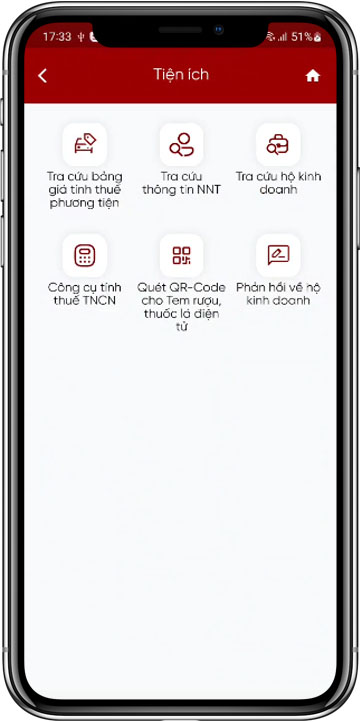 17:33
51%
Tiện ích
Tra cứu bảng
giá tính thuế
phương tiện
Tra cứu
thông tin NNT
Tra cứu hộ kinh
doanh
Công cụ tính
thuế TNCN
Quét QR-Code
cho Tem rượu,
thuốc lá điện
tử
Phản hồi về hộ
kinh doanh